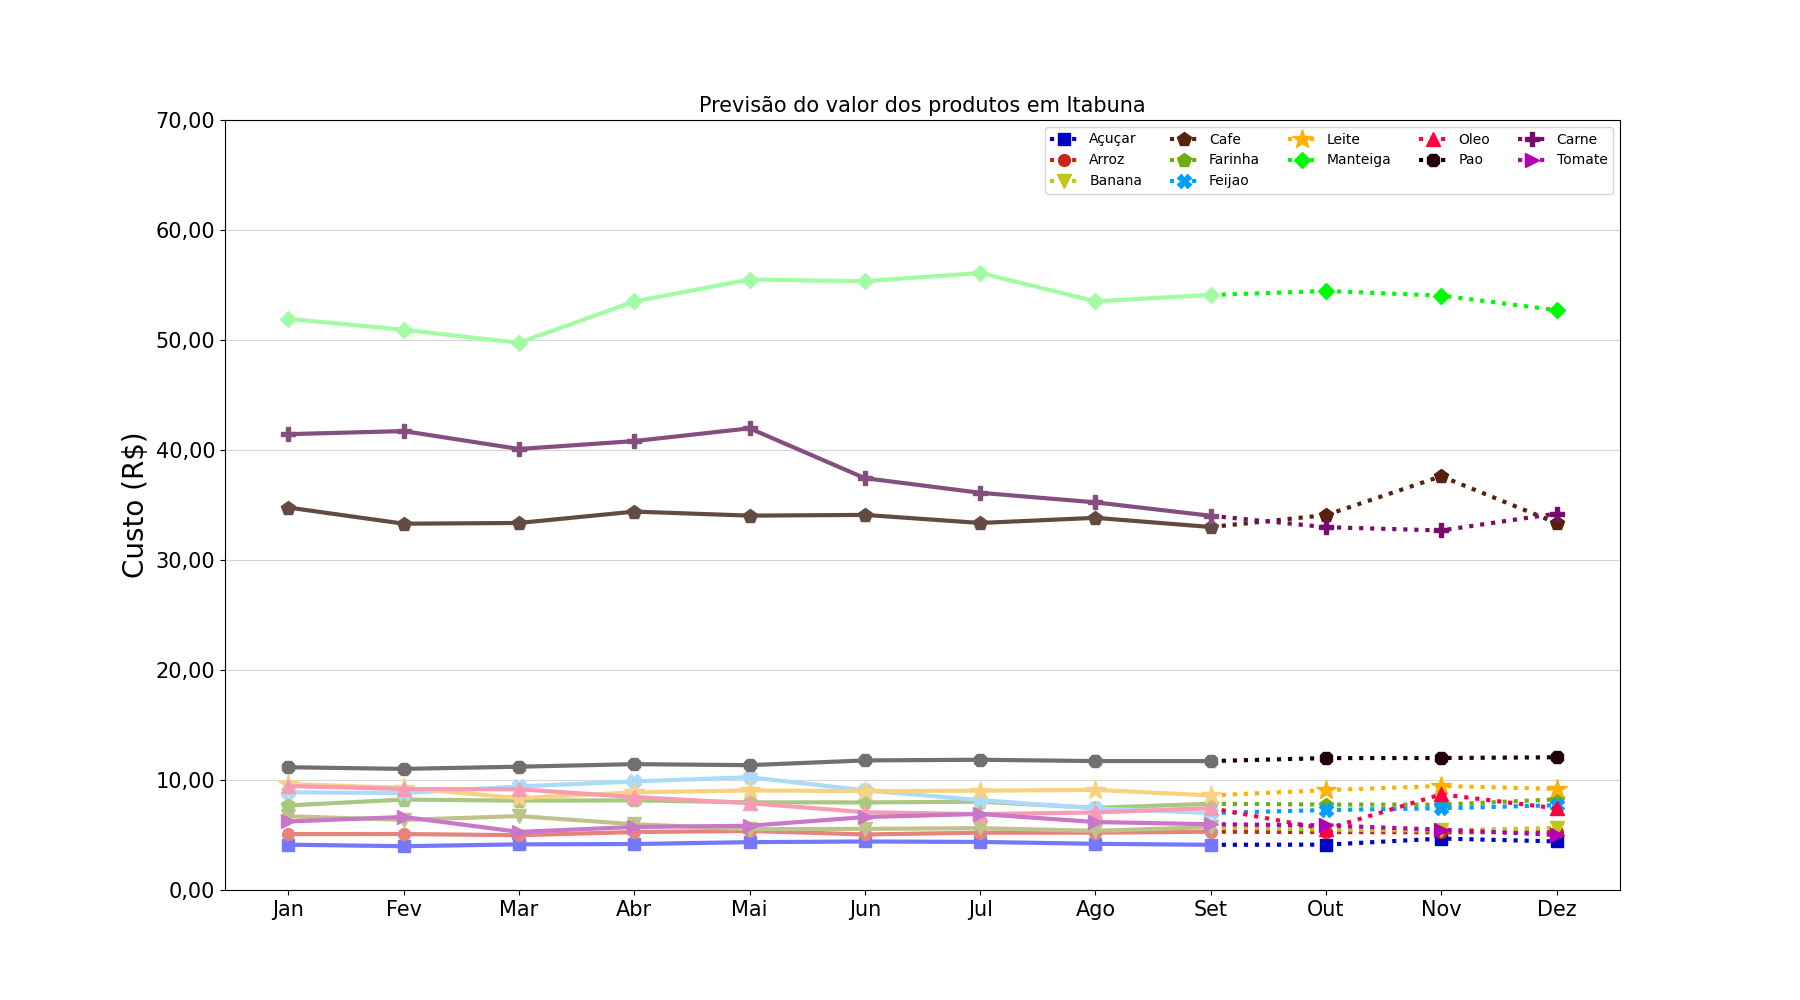 Previsão do valor dos produtos em Itabuna
70,00
60,00
50,00
40,00
30,00
20,00
10,00
0,00
Custo (R$)
Açuçar Cafe Leite Oleo Carne
Arroz Farinha Manteiga Pao Tomate
Banana Feijao
Jan Fev Mar Abr Mai Jun Jul Ago Set Out Nov Dez